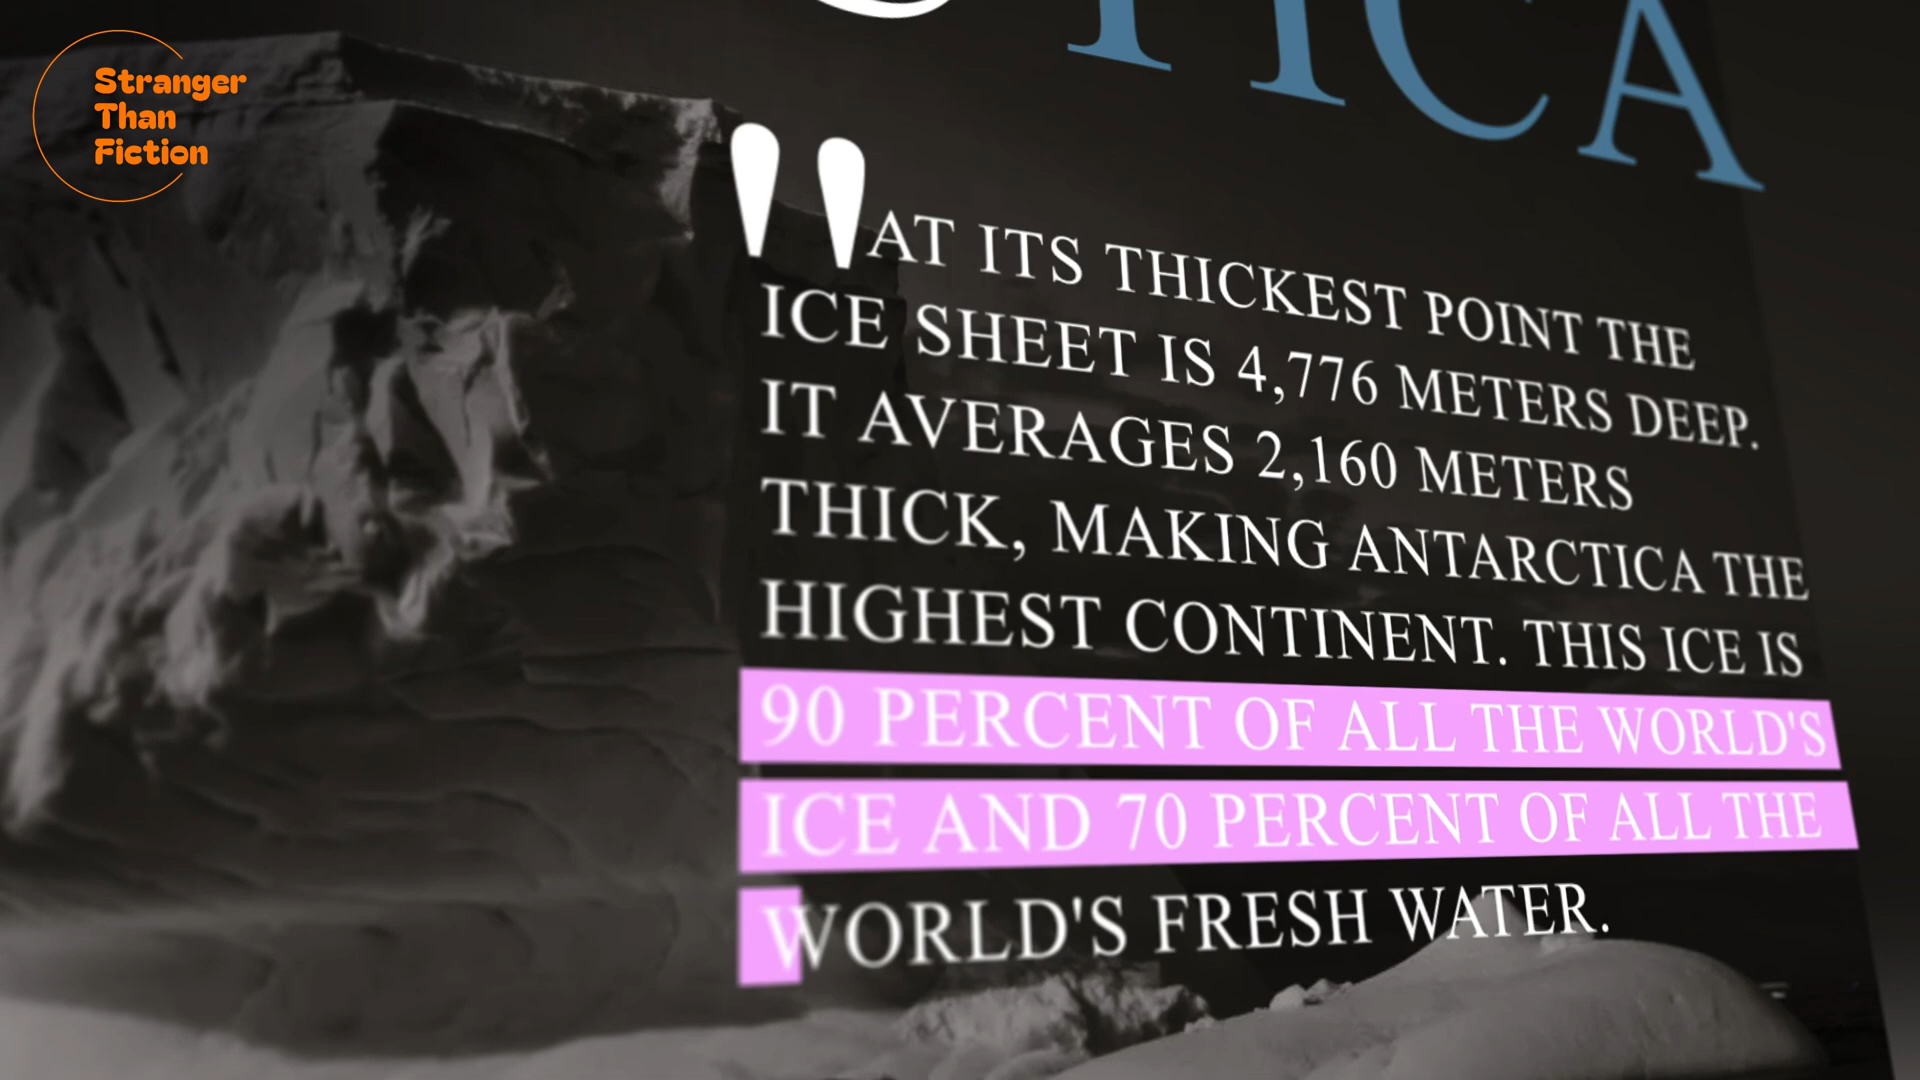 Stranger
Than
Fiction
TICA
"AT ITS THICKEST POINT THE
ICE SHEET IS 4,776 METERS DEEP.
IT AVERAGES 2,160 METERS
THICK, MAKING ANTARCTICA THE
HIGHEST CONTINENT. THIS ICE IS
90 PERCENT OF ALL THE WORLD'S
ICE AND 70 PERCENT OF ALL THE
WORLD'S FRESH WATER.